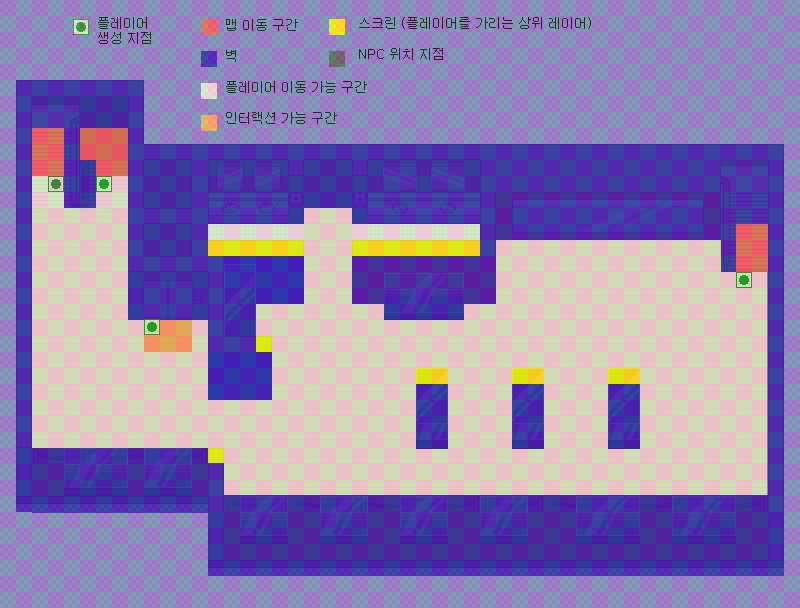 플레이어
생성 지점
맵 이동 구간
스크린 (플레이어를 가리는 상위 레이어)
벽
NPC 위치 지점
플레이어 이동 가능 구간
인터랙션 가능 구간